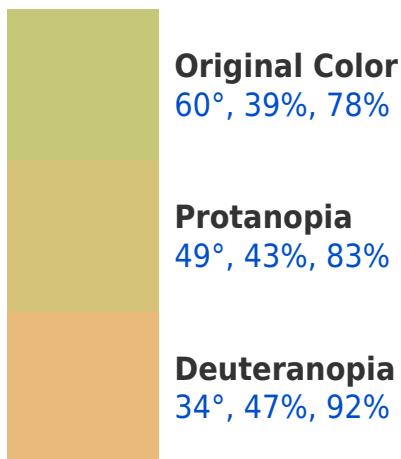 Original Color
60°, 39%, 78%
Protanopia
49°, 43%, 83%
Deuteranopia
34°, 47%, 92%